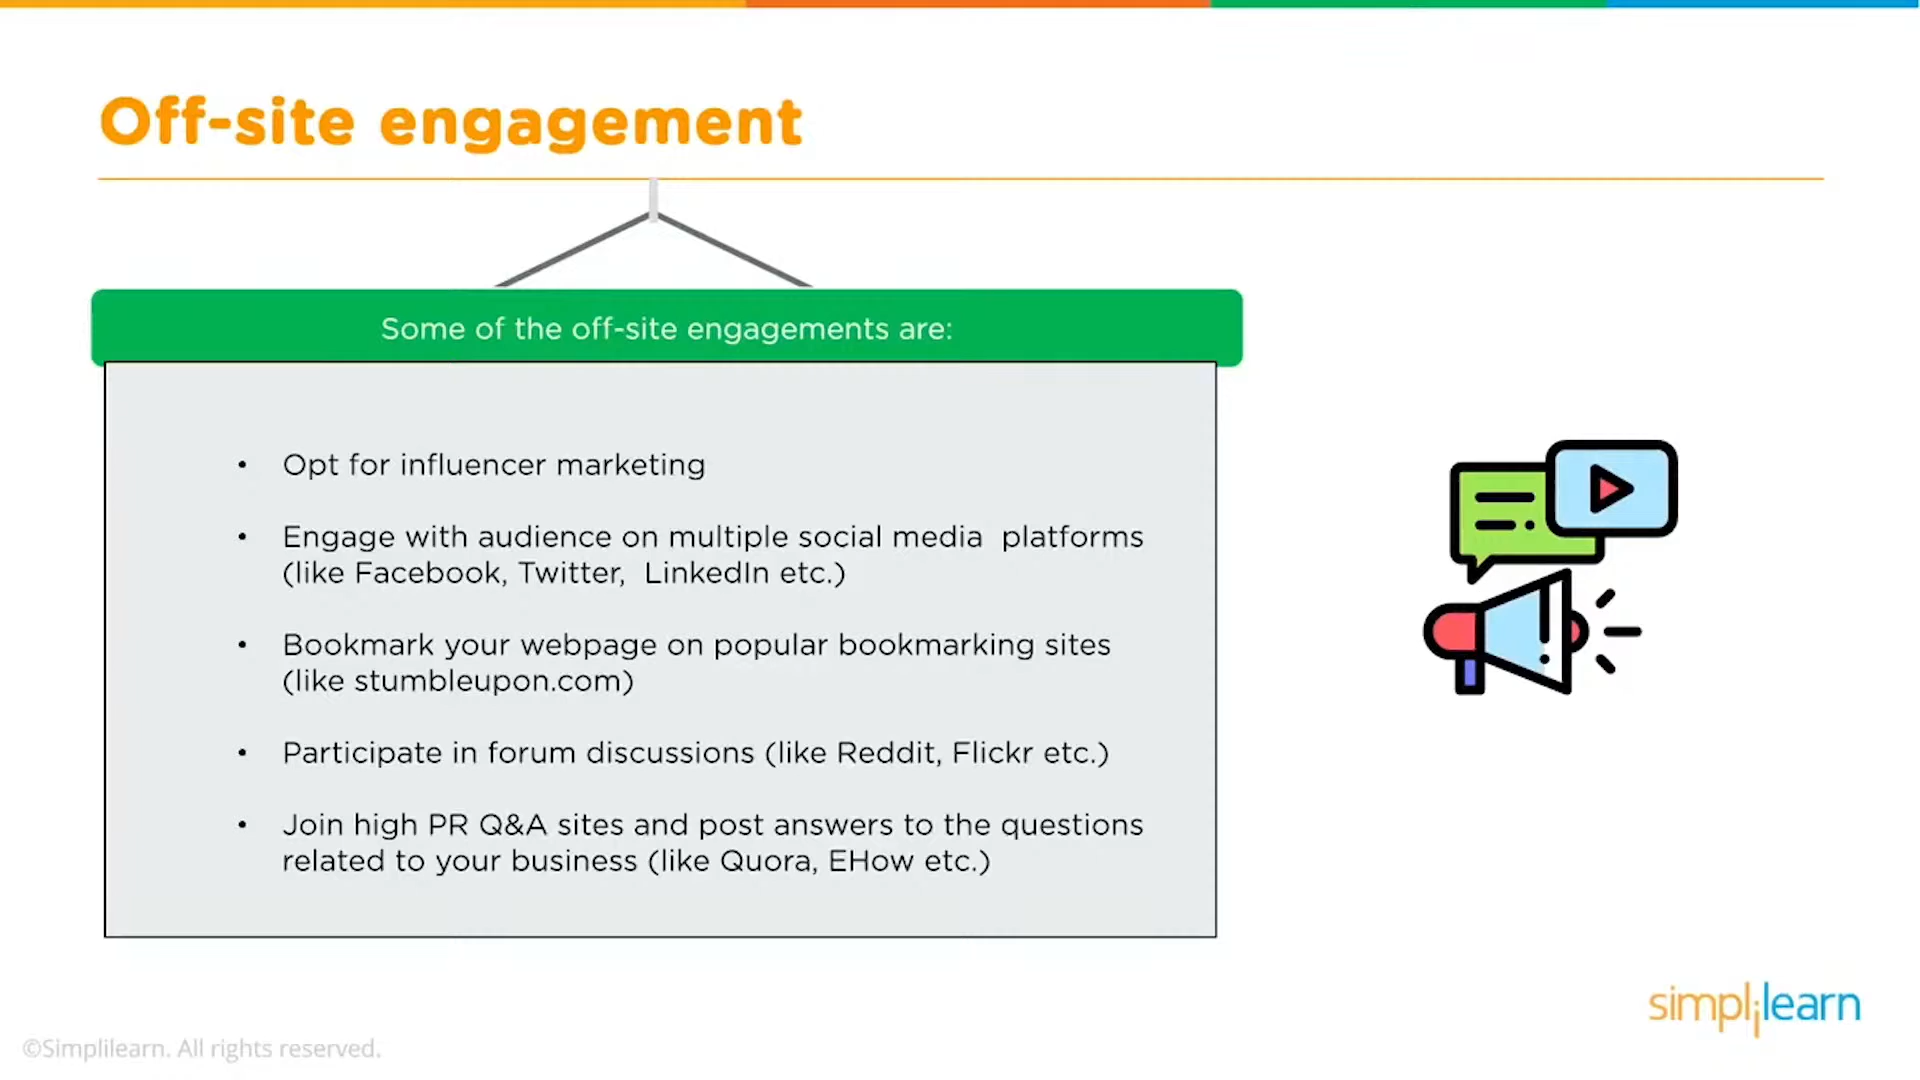 Off-site engagement
Some of the off-site engagements are:
• Opt for influencer marketing
• Engage with audience on multiple social media  platforms
(like Facebook, Twitter,  LinkedIn etc.)
• Bookmark your webpage on popular bookmarking sites
(like stumbleupon.com)
• Participate in forum discussions (like Reddit, Flickr etc.)
• Join high PR Q&A sites and post answers to the questions
related to your business (like Quora, EHow etc.)
simplilearn
©Simplilearn. All rights reserved.